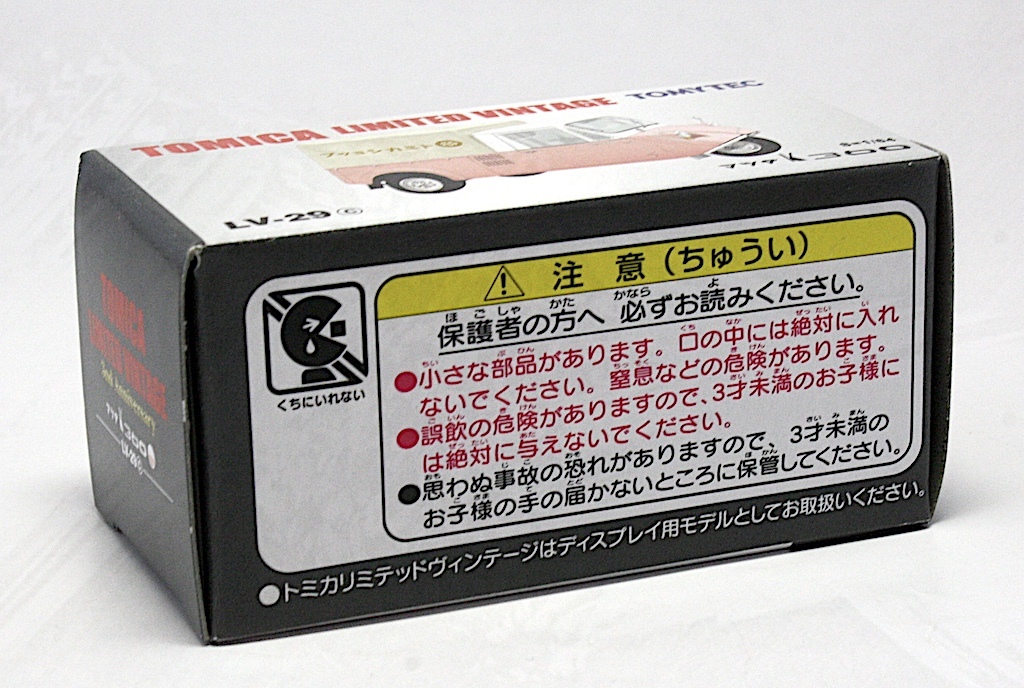 TOMICA LIMITED VINTAGE TOMYTEC
LV-29 c
マツダ 1300
S=1/64
注 意 (ちゅうい)
保護者の方へ 必ずお読みください。
●小さな部品があります。口の中には絶対に入れ
ないでください。窒息などの危険があります。
●誤飲の危険がありますので、3才未満のお子様に
は絶対に与えないでください。
●思わぬ事故の恐れがありますので、3才未満の
お子様の手の届かないところに保管してください。
くちにいれない
●トミカリミテッドヴィンテージはディスプレイ用モデルとしてお取扱いください。
TOMICA
LIMITED VINTAGE